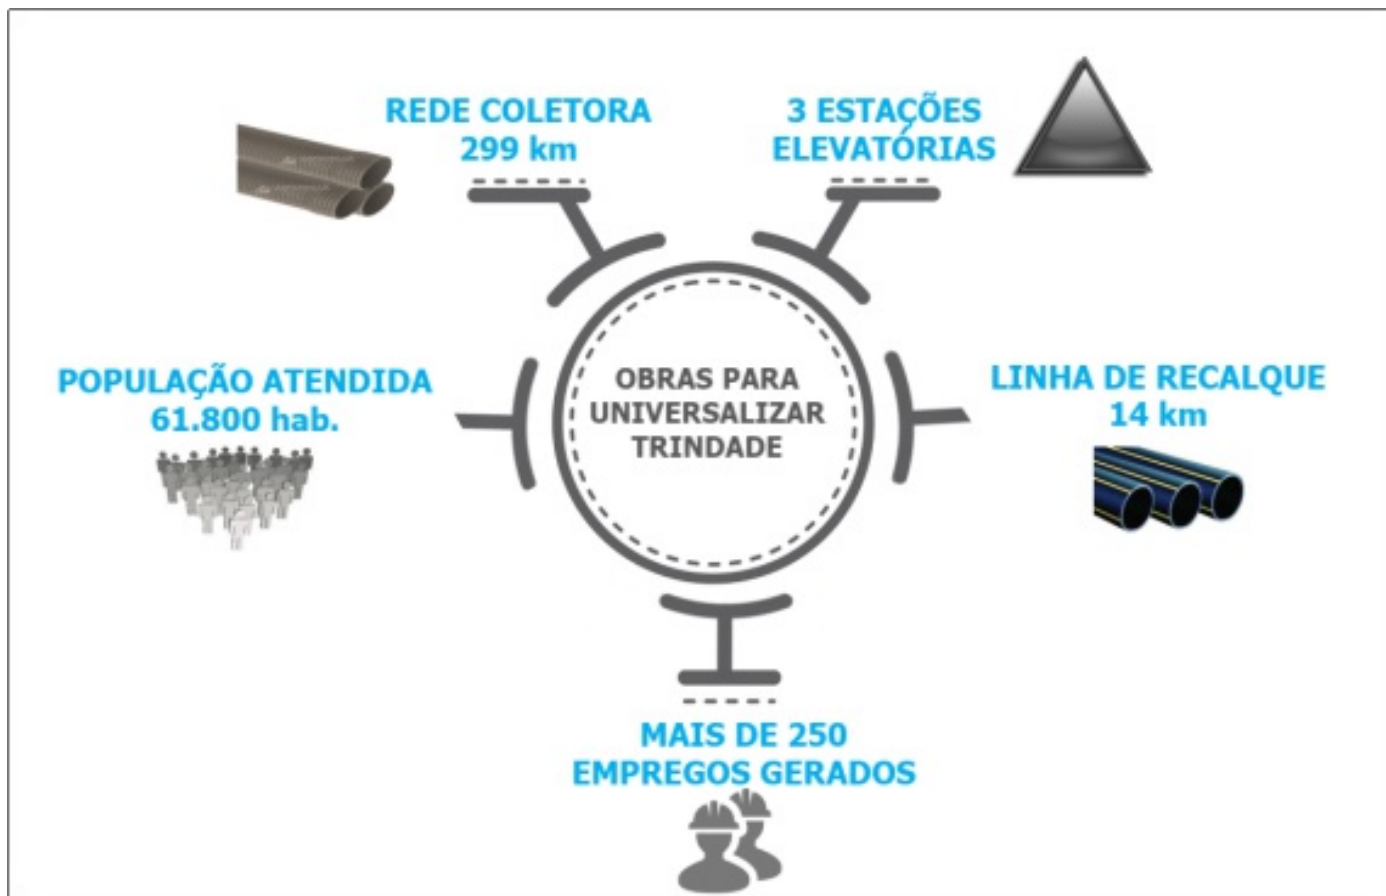 REDE COLETORA
299 km
3 ESTAÇÕES
ELEVATÓRIAS
POPULAÇÃO ATENDIDA
61.800 hab.
OBRAS PARA
UNIVERSALIZAR
TRINDADE
LINHA DE RECALQUE
14 km
MAIS DE 250
EMPREGOS GERADOS